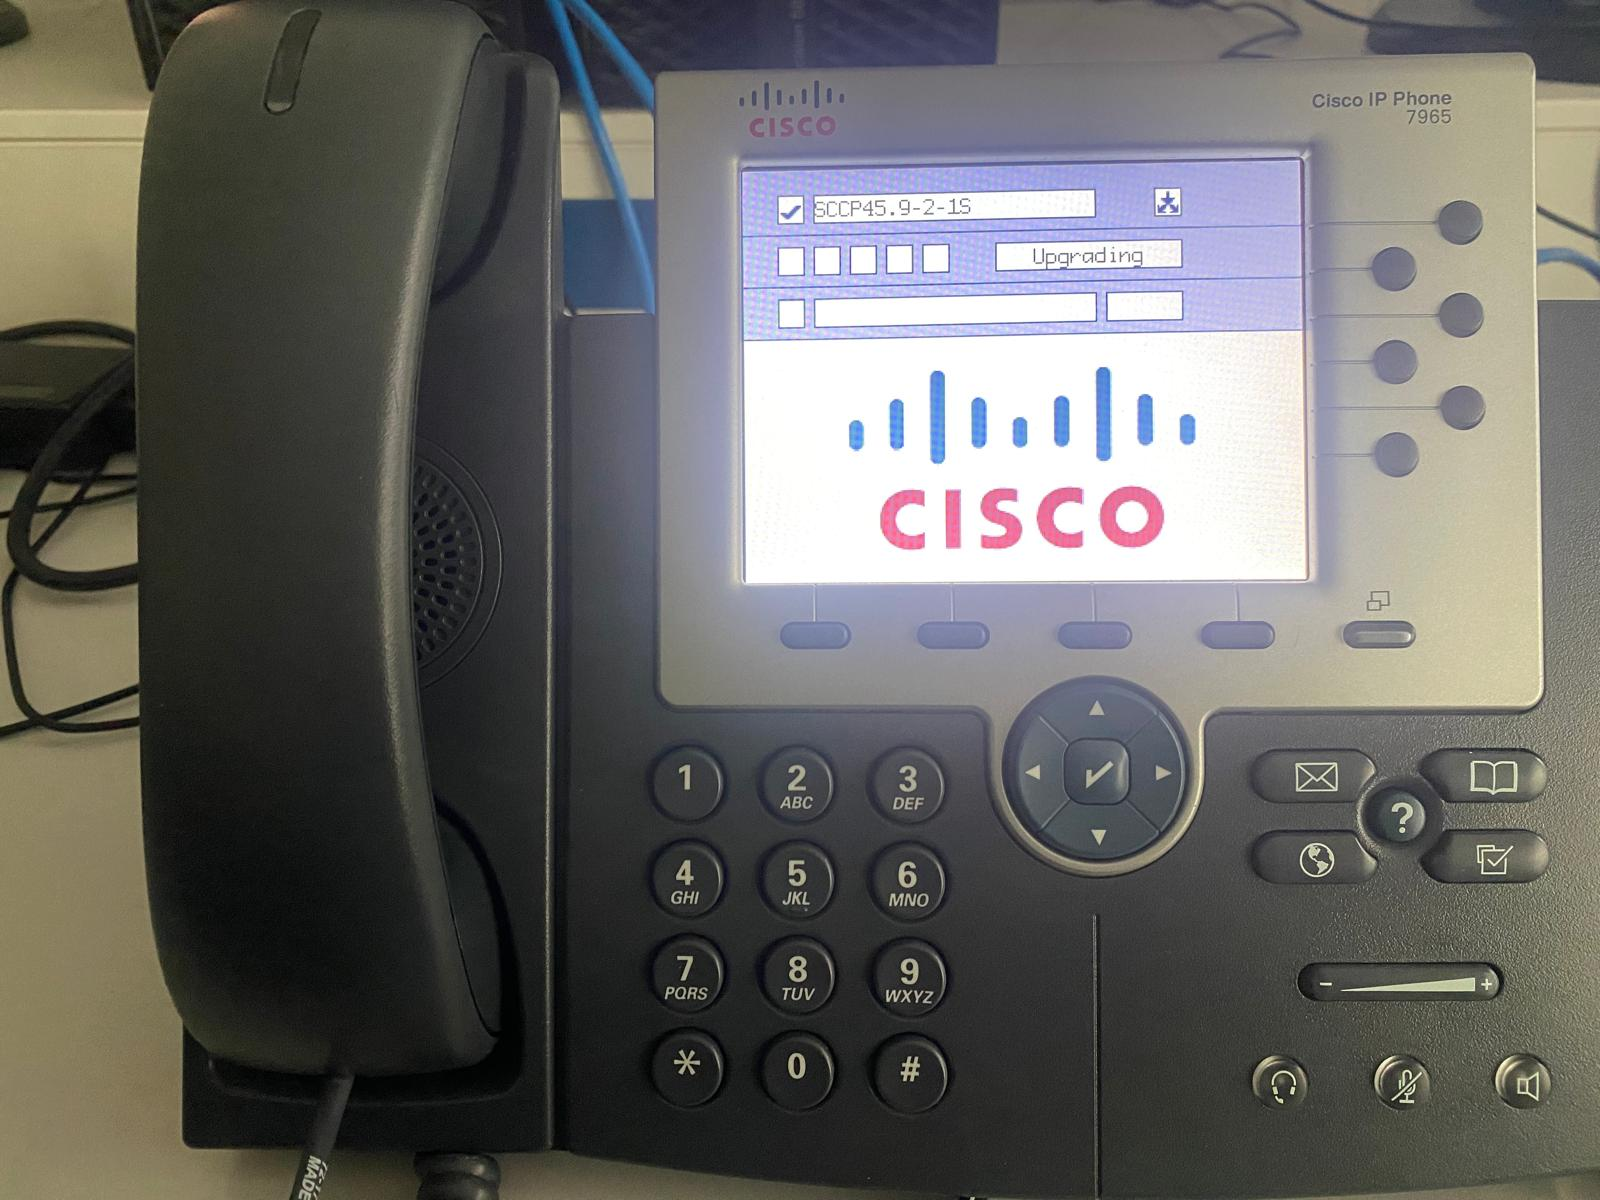 CISCO
Cisco IP Phone
7965
SCCP45.9-2-1S
Upgrading
CISCO
1
2
ABC
3
DEF
4
GHI
5
JKL
6
MNO
7
PQRS
8
TUV
9
WXYZ
*
0
#
?
-
+
MADE